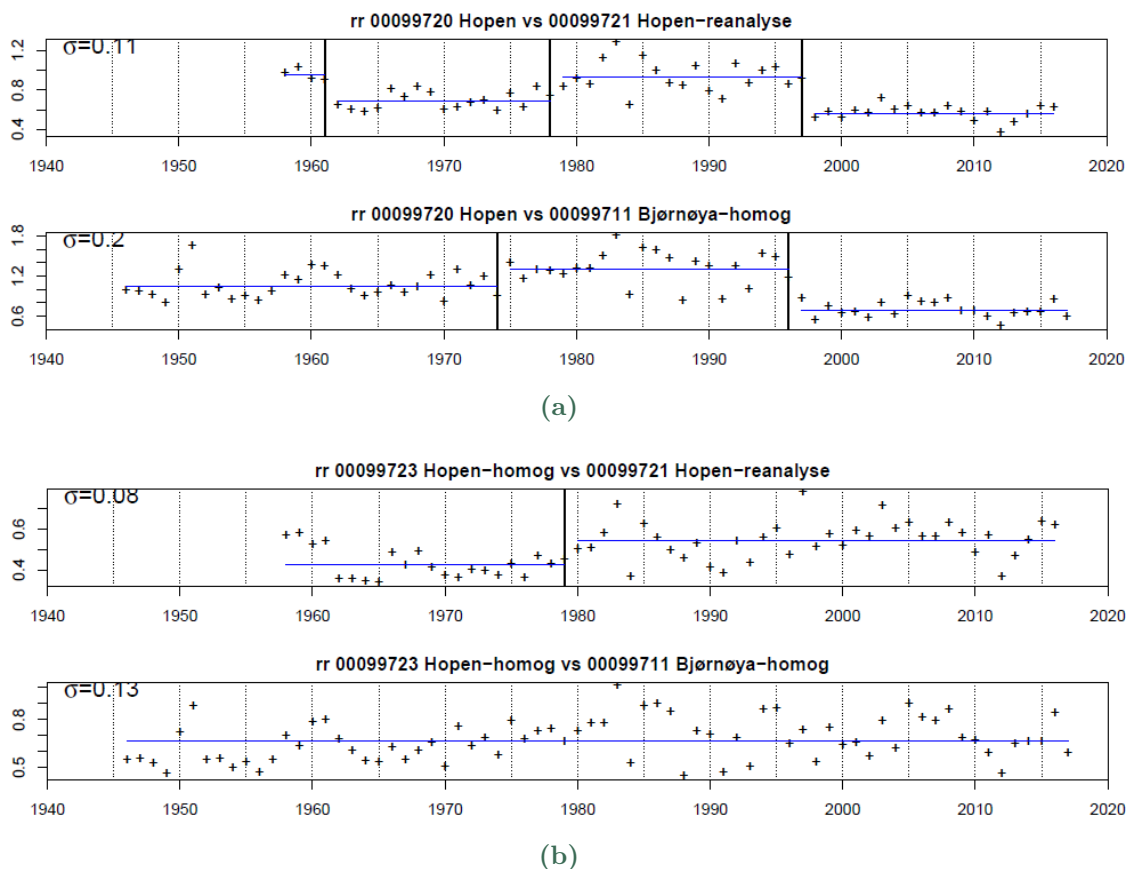 rr 00099720 Hopen vs 00099721 Hopen−reanalyse
σ=0.11
0.4 0.8 1.2
1940 1950 1960 1970 1980 1990 2000 2010 2020
rr 00099720 Hopen vs 00099711 Bjørnøya−homog
σ=0.2
0.6 1.2 1.8
1940 1950 1960 1970 1980 1990 2000 2010 2020
(a)
rr 00099723 Hopen−homog vs 00099721 Hopen−reanalyse
σ=0.08
0.4 0.6
1940 1950 1960 1970 1980 1990 2000 2010 2020
rr 00099723 Hopen−homog vs 00099711 Bjørnøya−homog
σ=0.13
0.5 0.8
1940 1950 1960 1970 1980 1990 2000 2010 2020
(b)